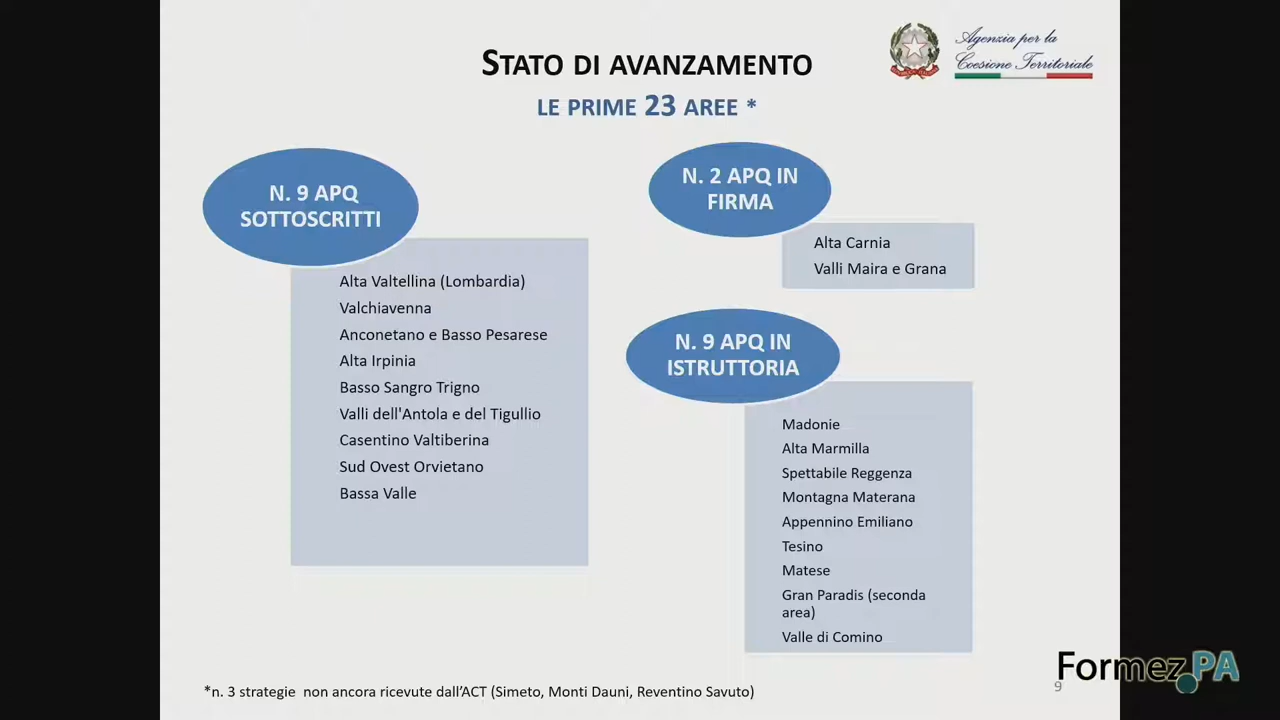 STATO DI AVANZAMENTO
LE PRIME 23 AREE *
Agenzia per la
Coesione Territoriale
N. 9 APQ
SOTTOSCRITTI
Alta Valtellina (Lombardia)
Valchiavenna
Anconetano e Basso Pesarese
Alta Irpinia
Basso Sangro Trigno
Valli dell'Antola e del Tigullio
Casentino Valtiberina
Sud Ovest Orvietano
Bassa Valle
N. 2 APQ IN
FIRMA
Alta Carnia
Valli Maira e Grana
N. 9 APQ IN
ISTRUTTORIA
Madonie
Alta Marmilla
Spettabile Reggenza
Montagna Materana
Appennino Emiliano
Tesino
Matese
Gran Paradis (seconda
area)
Valle di Comino
*n. 3 strategie non ancora ricevute dall’ACT (Simeto, Monti Dauni, Reventino Savuto)
9
Formez.PA